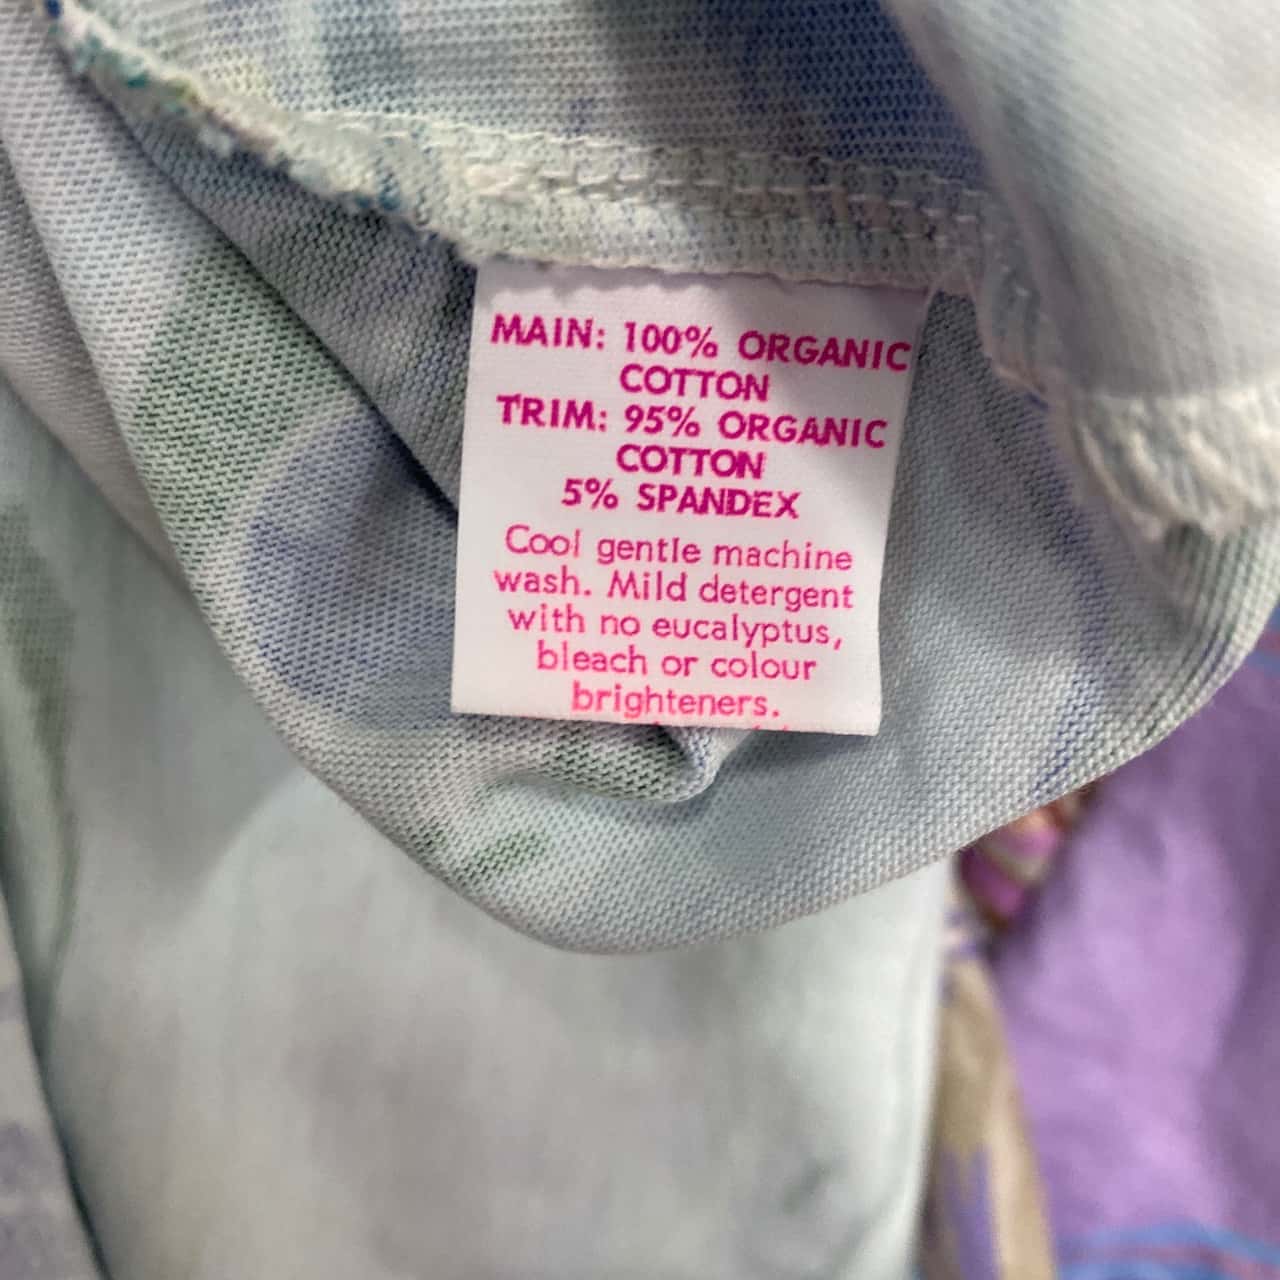 MAIN: 100% ORGANIC
COTTON
TRIM: 95% ORGANIC
COTTON
5% SPANDEX
Cool gentle machine
wash. Mild detergent
with no eucalyptus,
bleach or colour
brighteners.